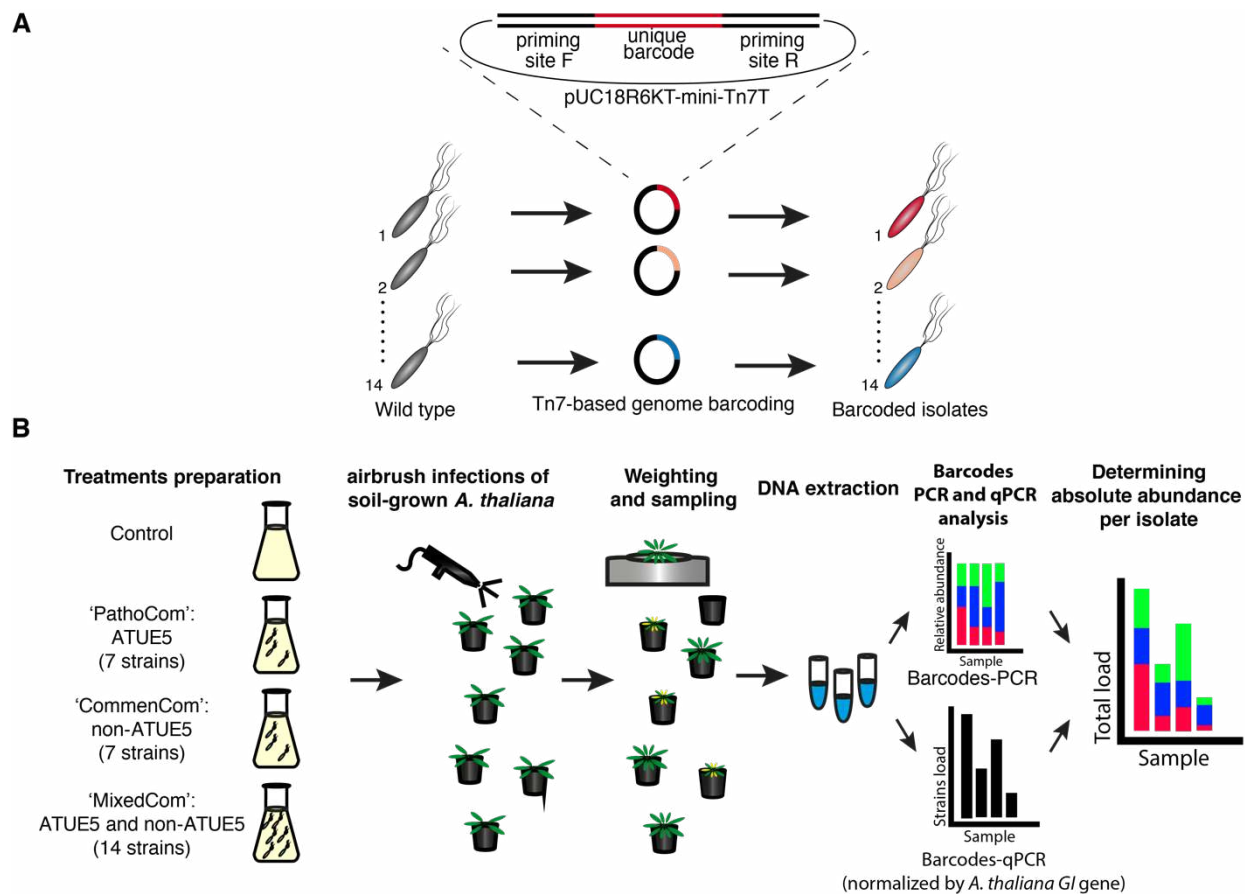 A
priming
site F
unique
barcode
priming
site R
pUC18R6KT-mini-Tn7T
1
2
14
Wild type
Tn7-based genome barcoding
1
2
14
Barcoded isolates
B
Treatments preparation
Control
‘PathoCom’:
ATUE5
(7 strains)
‘CommenCom’:
non-ATUE5
(7 strains)
‘MixedCom’:
ATUE5 and non-ATUE5
(14 strains)
airbrush infections of
soil-grown A. thaliana
Weighting
and sampling
DNA extraction
Barcodes
PCR and qPCR
analysis
Relative abundance
Sample
Barcodes-PCR
Strains load
Sample
Barcodes-qPCR
(normalized by A. thaliana GI gene)
Determining
absolute abundance
per isolate
Total load
Sample